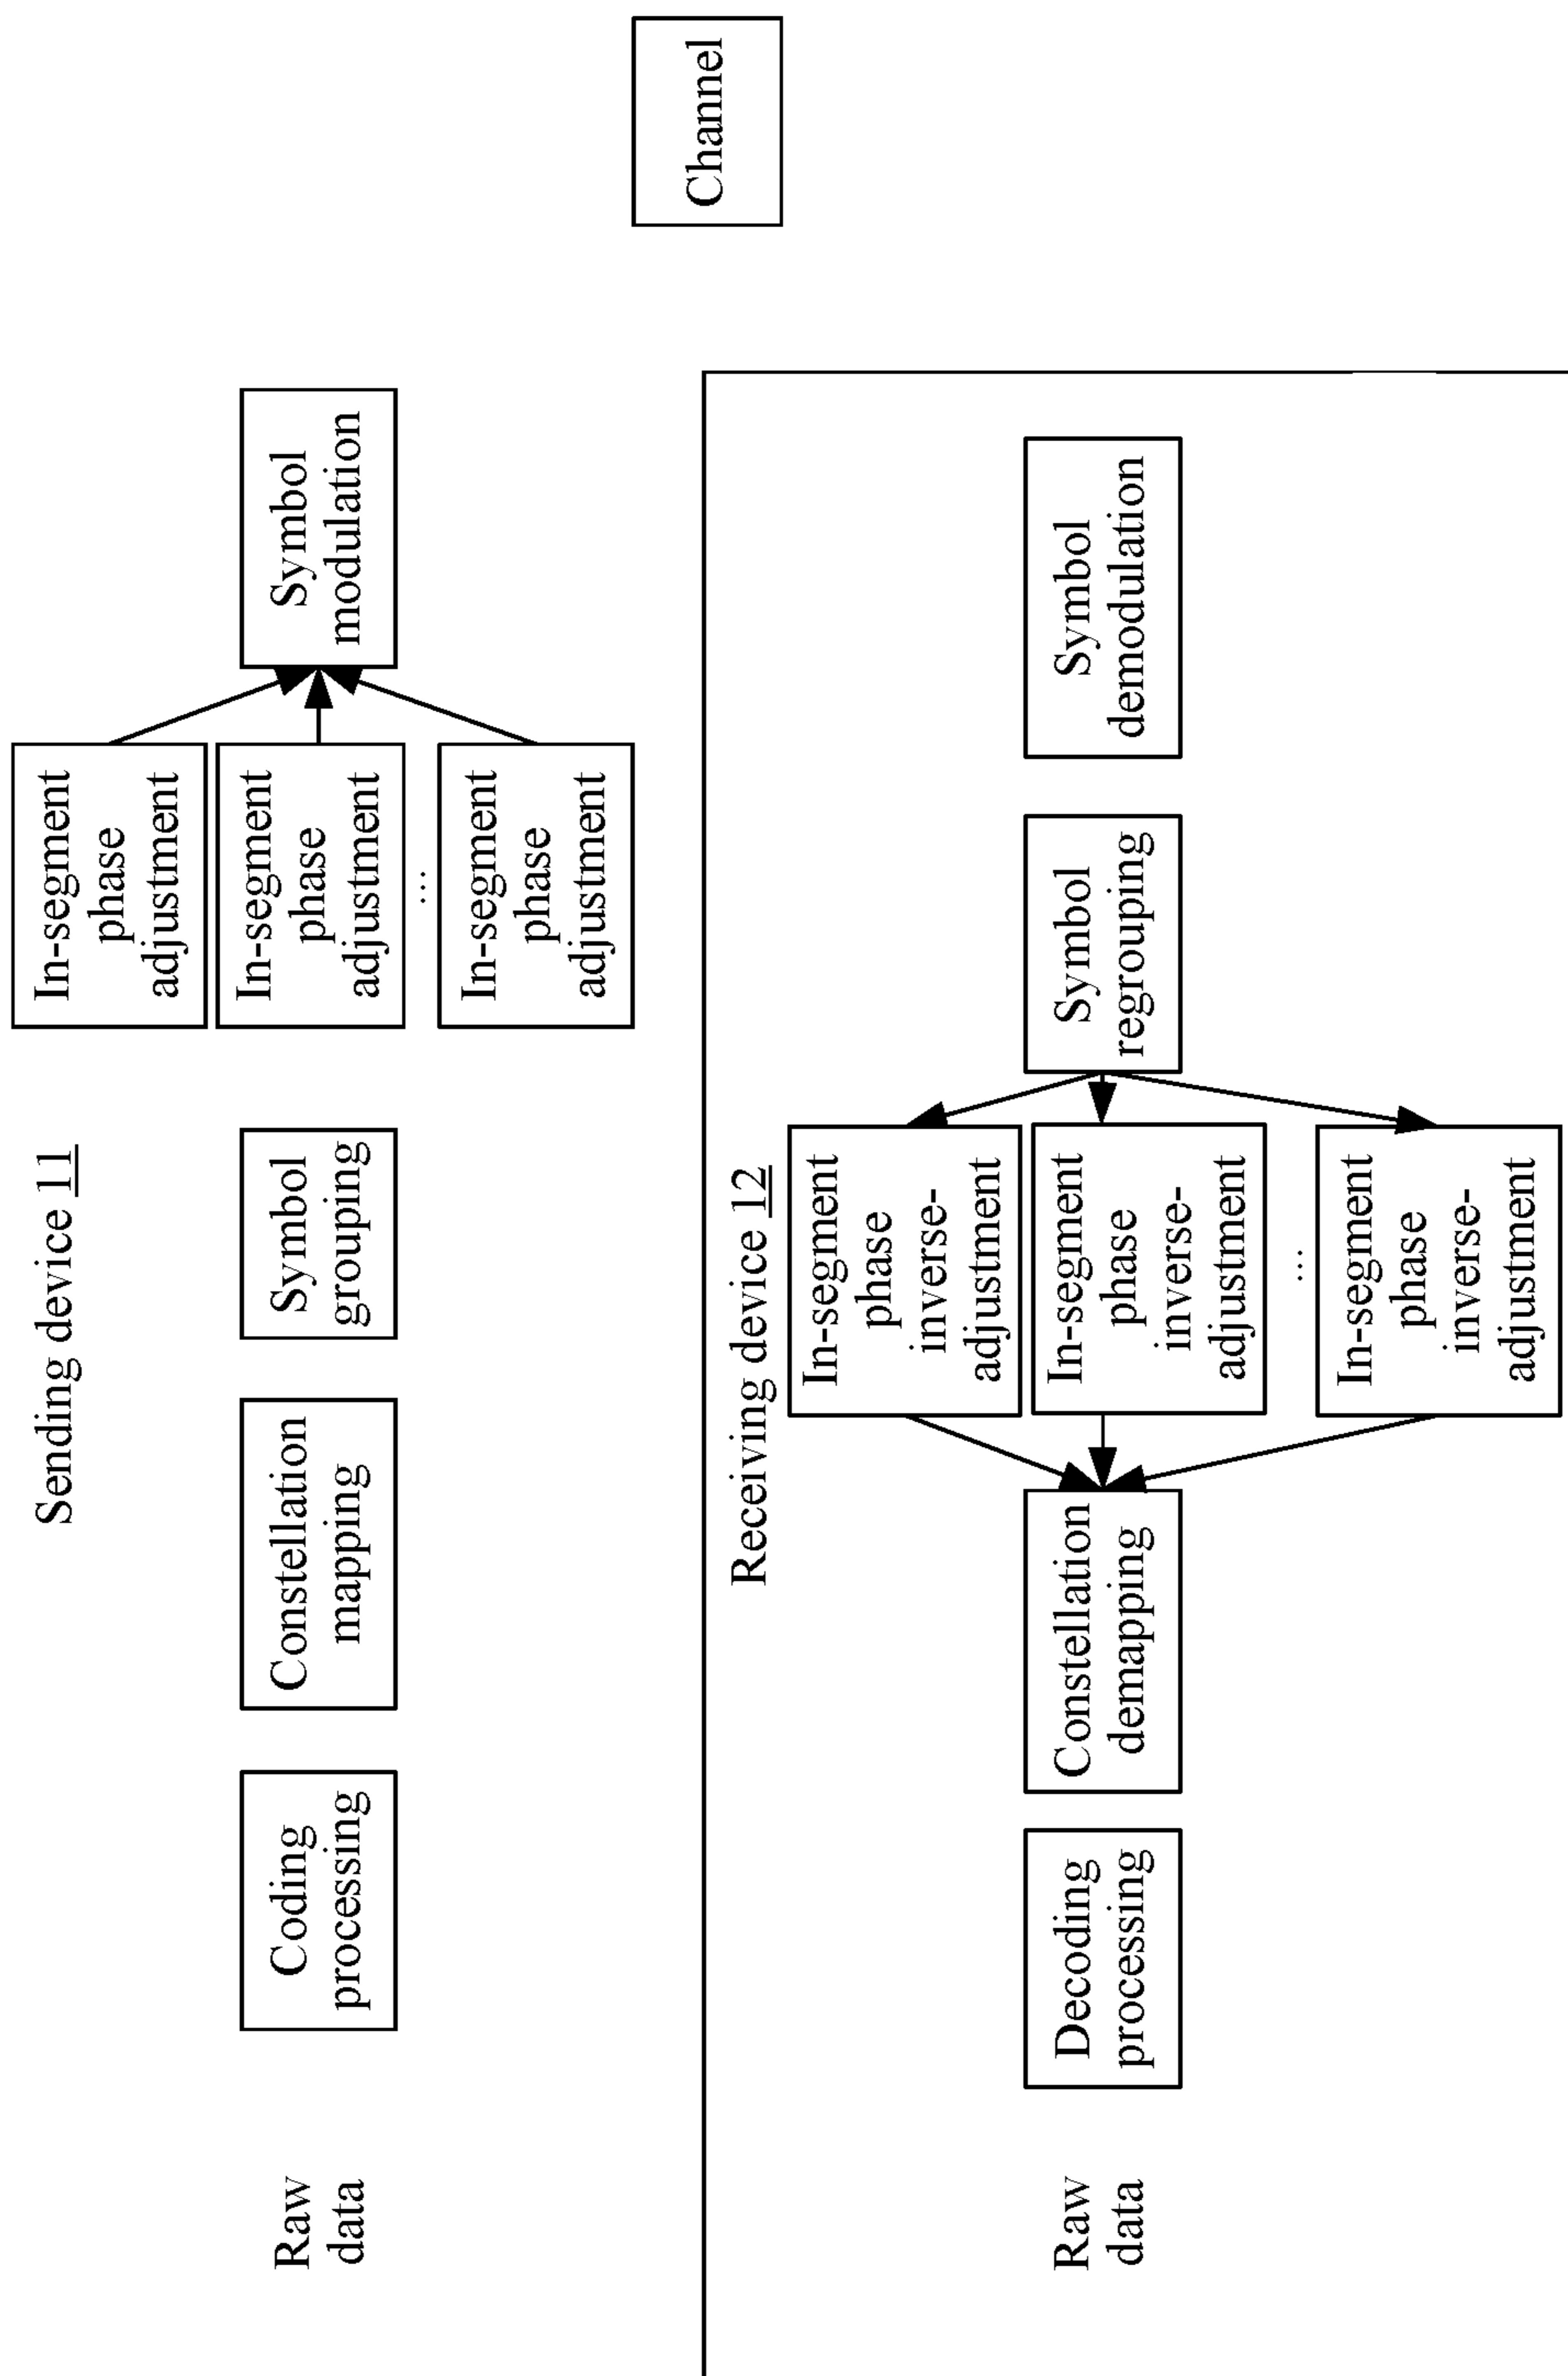 Sending device 11
Raw
data
Coding
processing
Constellation
mapping
Symbol
grouping
In-segment
phase
adjustment
In-segment
phase
adjustment
...
In-segment
phase
adjustment
Symbol
modulation
Channel
Receiving device 12
Raw
data
Decoding
processing
Constellation
demapping
In-segment
phase
inverse-
adjustment
In-segment
phase
inverse-
adjustment
...
In-segment
phase
inverse-
adjustment
Symbol
regrouping
Symbol
demodulation